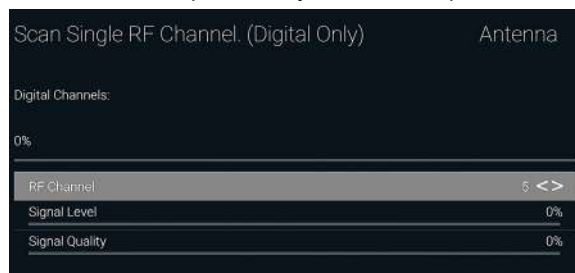 Scan Single RF Channel. (Digital Only) Antenna
Digital Channels:
0%
RF Channel 5 <>
Signal Level 0%
Signal Quality 0%